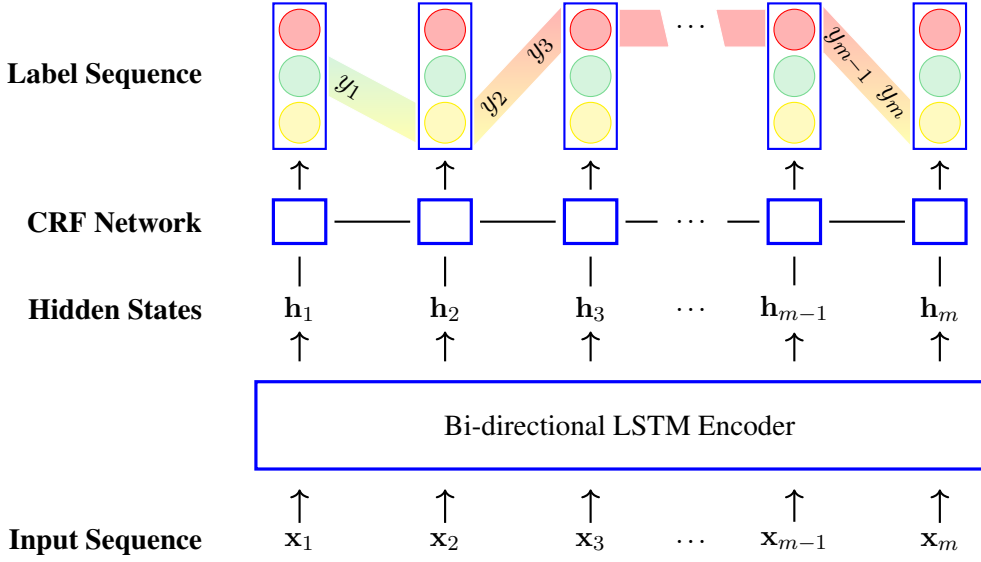 Label Sequence y₁ y₂ y₃ ··· yₘ₋₁ yₘ
CRF Network ···
Hidden States h₁ h₂ h₃ ··· hₘ₋₁ hₘ
Bi-directional LSTM Encoder
Input Sequence x₁ x₂ x₃ ··· xₘ₋₁ xₘ